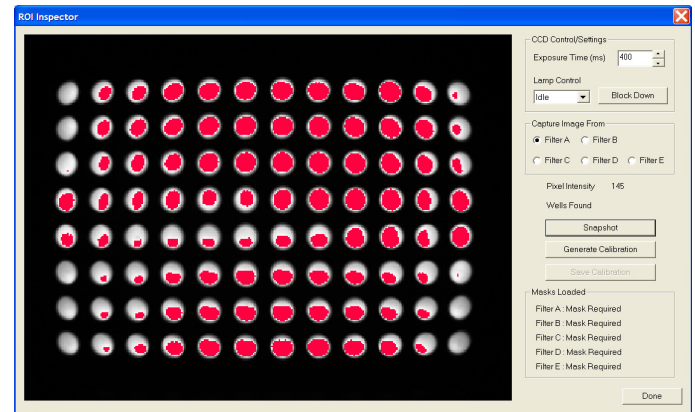 ROI Inspector
CCD Control/Settings
Exposure Time (ms) 400
Lamp Control
Idle Block Down
Capture Image From
Filter A Filter B
Filter C Filter D Filter E
Pixel Intensity 145
Wells Found
Snapshot
Generate Calibration
Save Calibration
Masks Loaded
Filter A : Mask Required
Filter B : Mask Required
Filter C : Mask Required
Filter D : Mask Required
Filter E : Mask Required
Done